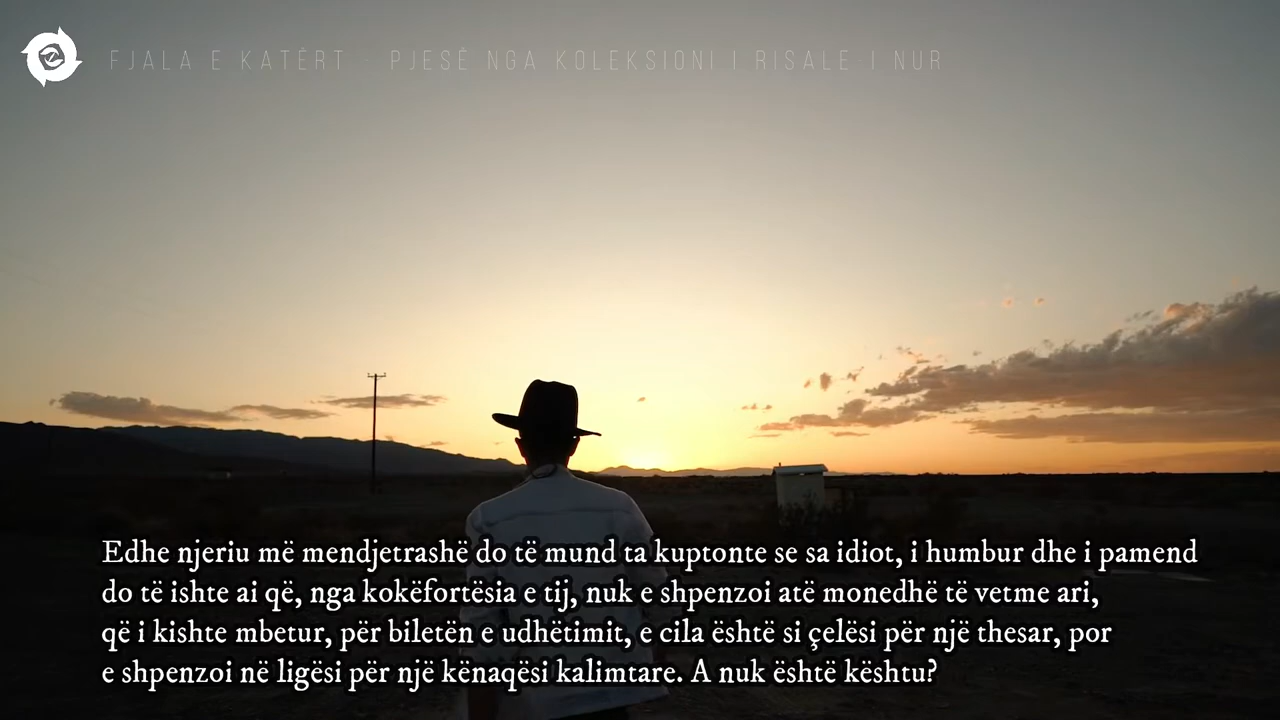 FJALA E KATËRT - PJESË NGA KOLEKSIONI I RISALE-I NUR
Edhe njeriu më mendjetrashë do të mund ta kuptonte se sa idiot, i humbur dhe i pamend
do të ishte ai që, nga kokëfortësia e tij, nuk e shpenzoi atë monedhë të vetme ari,
që i kishte mbetur, për biletën e udhëtimit, e cila është si çelësi për një thesar, por
e shpenzoi në ligësi për një kënaqësi kalimtare. A nuk është kështu?